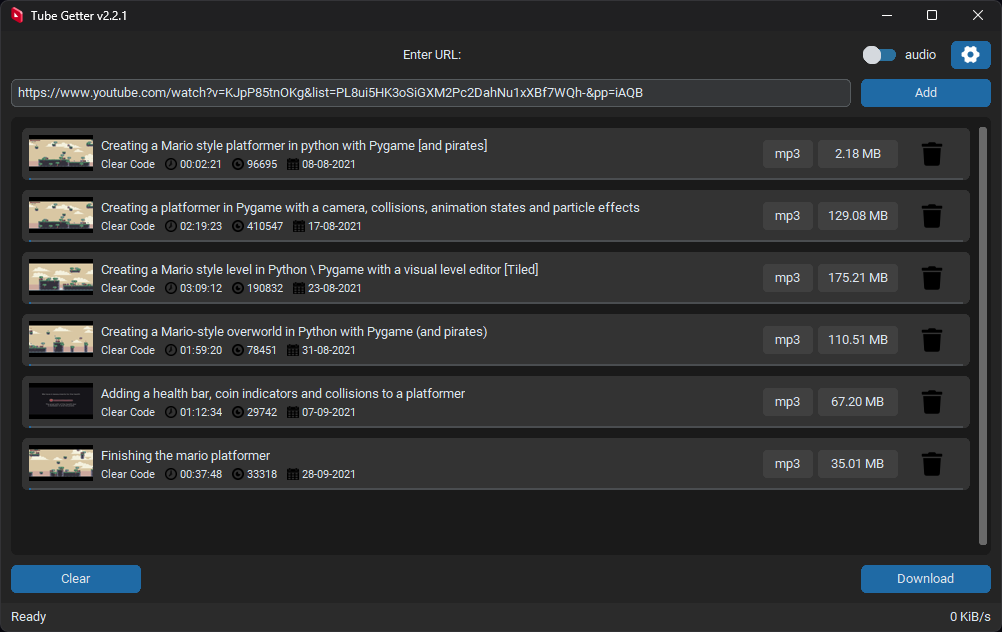 Tube Getter v2.2.1
Enter URL:
audio
https://www.youtube.com/watch?v=KJpP85tnOKg&list=PL8ui5HK3oSiGXM2Pc2DahNu1xXBf7WQh-&pp=iAQB
Add
Creating a Mario style platformer in python with Pygame [and pirates]
Clear Code 00:02:21 96695 08-08-2021
mp3 2.18 MB
Creating a platformer in Pygame with a camera, collisions, animation states and particle effects
Clear Code 02:19:23 410547 17-08-2021
mp3 129.08 MB
Creating a Mario style level in Python \ Pygame with a visual level editor [Tiled]
Clear Code 03:09:12 190832 23-08-2021
mp3 175.21 MB
Creating a Mario-style overworld in Python with Pygame (and pirates)
Clear Code 01:59:20 78451 31-08-2021
mp3 110.51 MB
Adding a health bar, coin indicators and collisions to a platformer
Clear Code 01:12:34 29742 07-09-2021
mp3 67.20 MB
Finishing the mario platformer
Clear Code 00:37:48 33318 28-09-2021
mp3 35.01 MB
Clear
Download
Ready
0 KiB/s